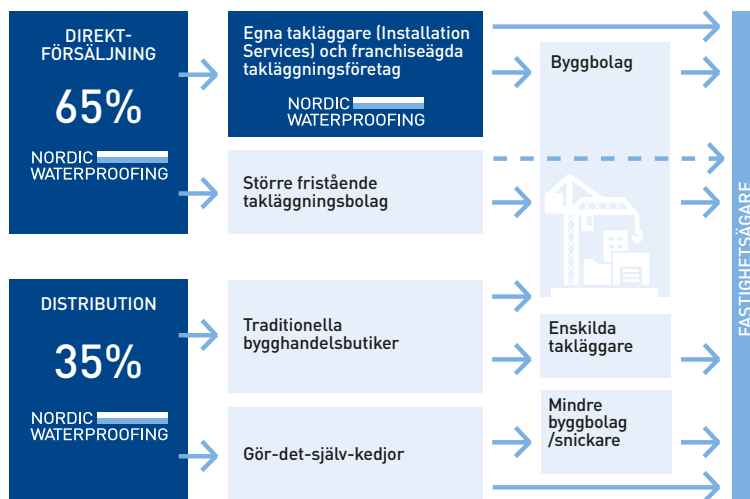 DIREKT-
FÖRSÄLJNING
65%
NORDIC
WATERPROOFING
Egna takläggare (Installation
Services) och franchiseägda
takläggningsföretag
NORDIC
WATERPROOFING
Större fristående
takläggningsbolag
Byggbolag
DISTRIBUTION
35%
NORDIC
WATERPROOFING
Traditionella
bygghandelsbutiker
Gör-det-själv-kedjor
Enskilda
takläggare
Mindre
byggbolag
/snickare
FASTIGHETSÄGARE